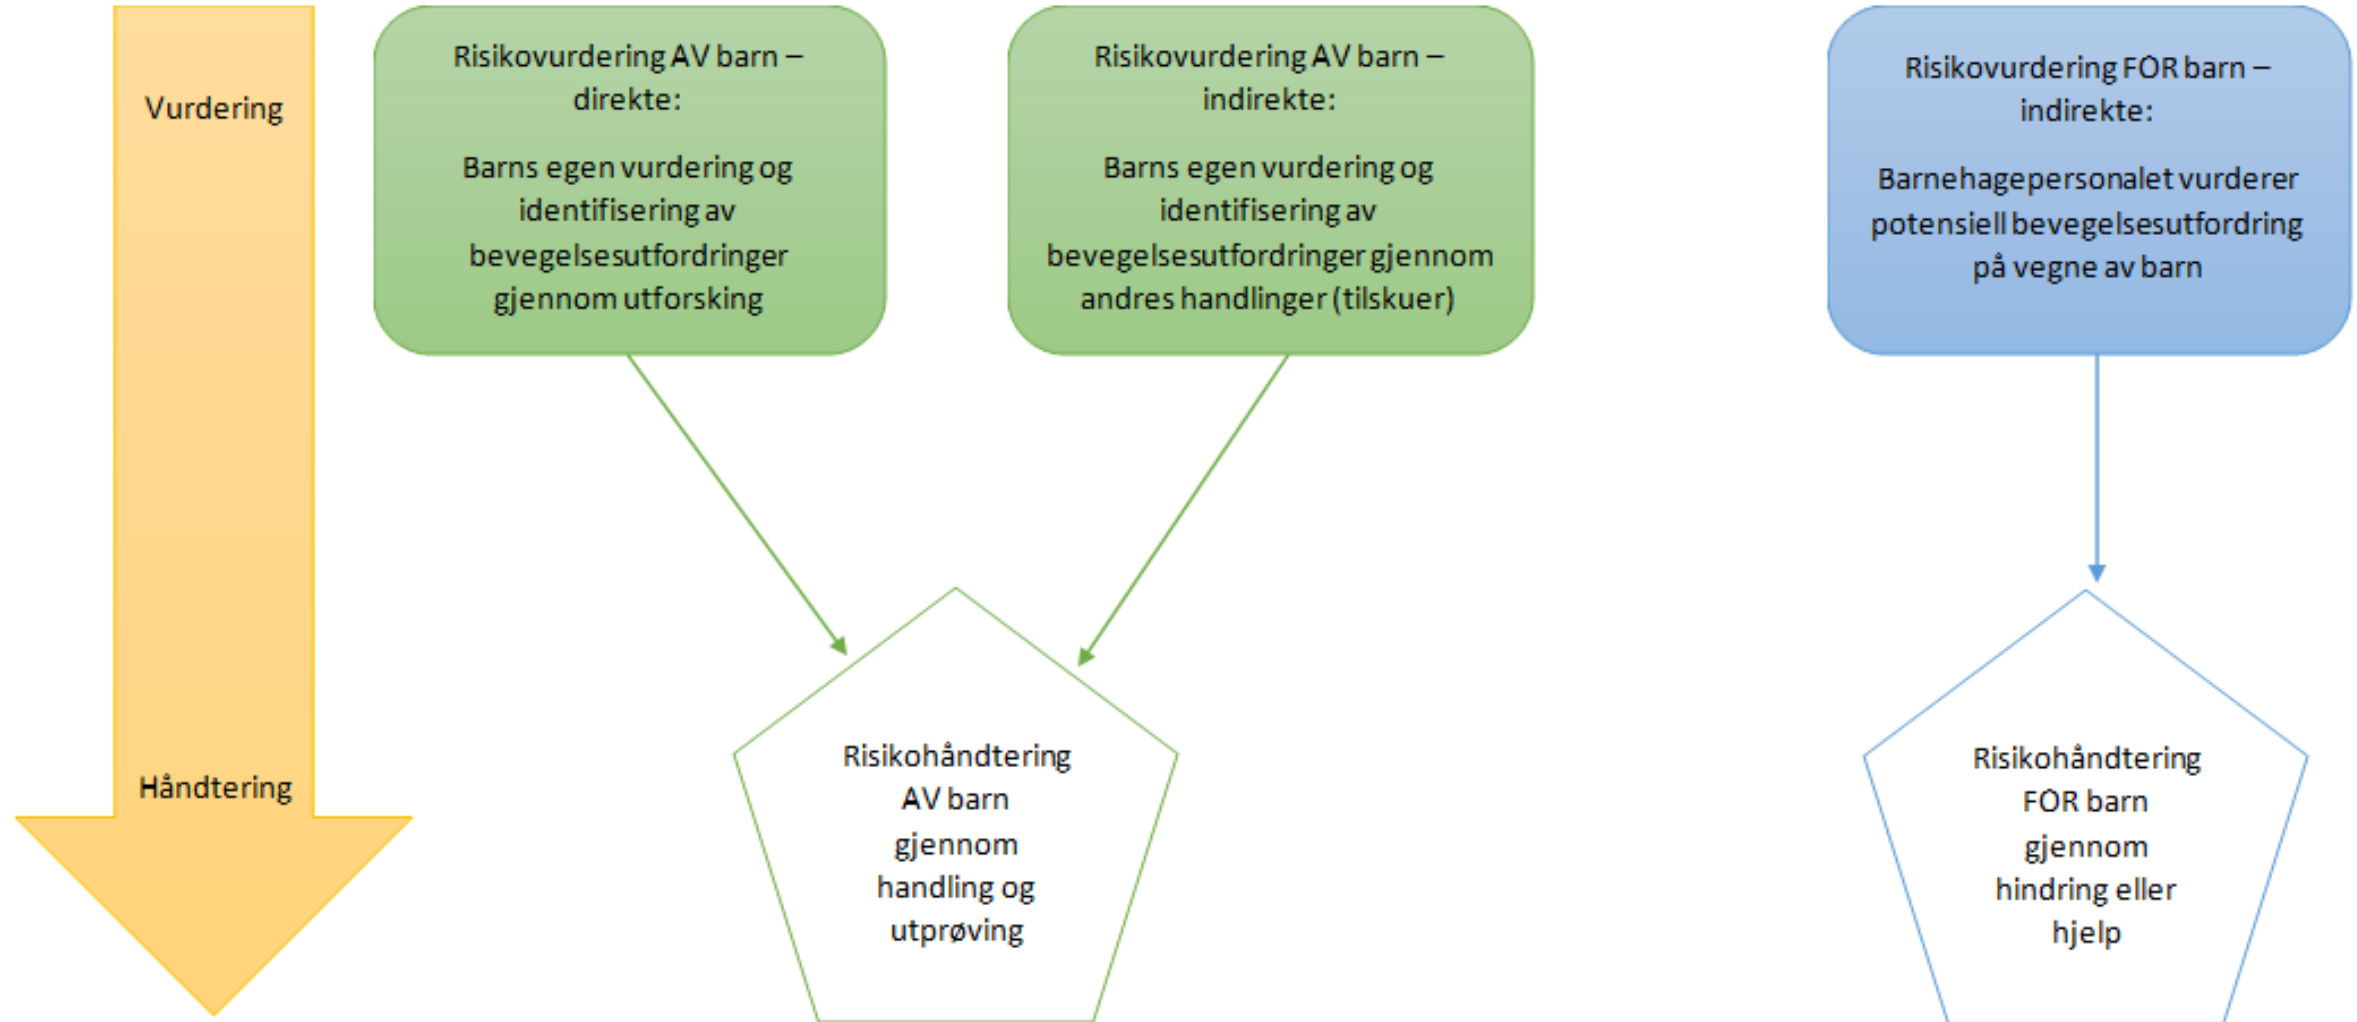 Vurdering
Risikovurdering AV barn –
direkte:
Barns egen vurdering og
identifisering av
bevegelsesutfordringer
gjennom utforsking
Risikovurdering AV barn –
indirekte:
Barns egen vurdering og
identifisering av
bevegelsesutfordringer gjennom
andres handlinger (tilskuer)
Risikovurdering FOR barn –
indirekte:
Barnehagepersonalet vurderer
potensiell bevegelsesutfordring
på vegne av barn
Håndtering
Risikohåndtering
AV barn
gjennom
handling og
utprøving
Risikohåndtering
FOR barn
gjennom
hindring eller
hjelp